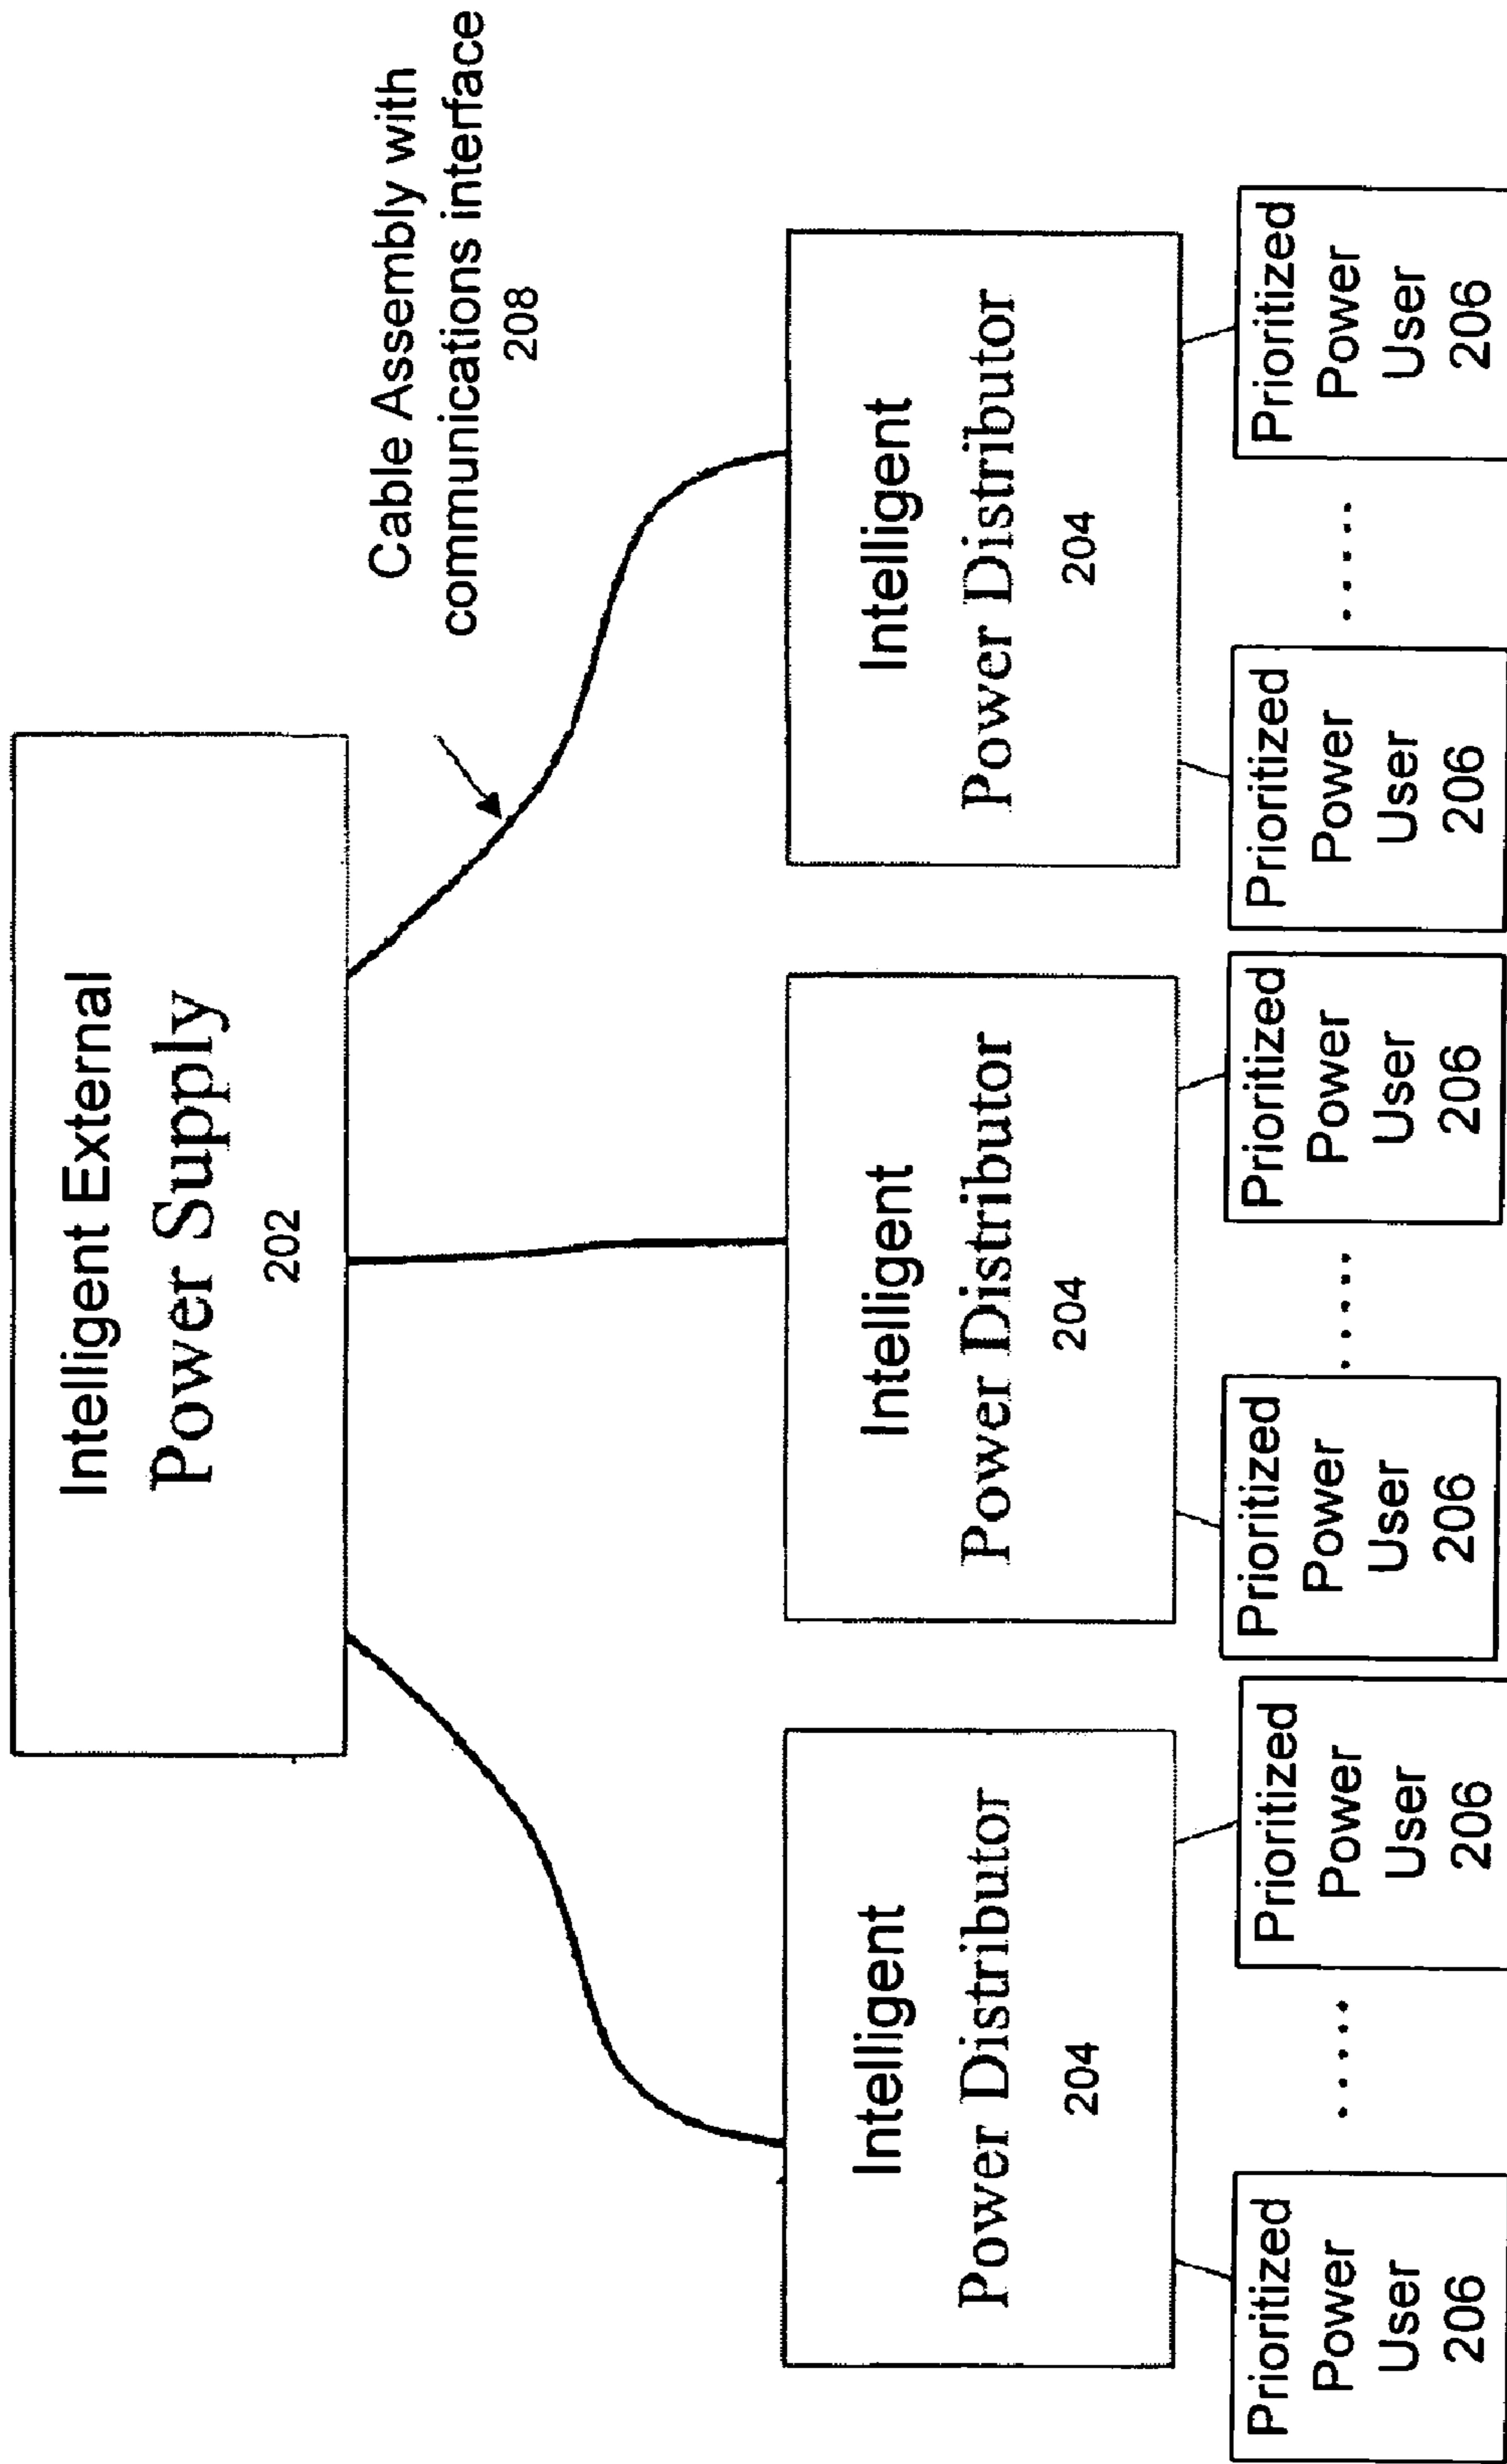 Intelligent External
Power Supply
202
Cable Assembly with
communications interface
208
Intelligent
Power Distributor
204
Intelligent
Power Distributor
204
Intelligent
Power Distributor
204
Prioritized
Power
User
206
.....
Prioritized
Power
User
206
Prioritized
Power
User
206
.....
Prioritized
Power
User
206
Prioritized
Power
User
206
.....
Prioritized
Power
User
206